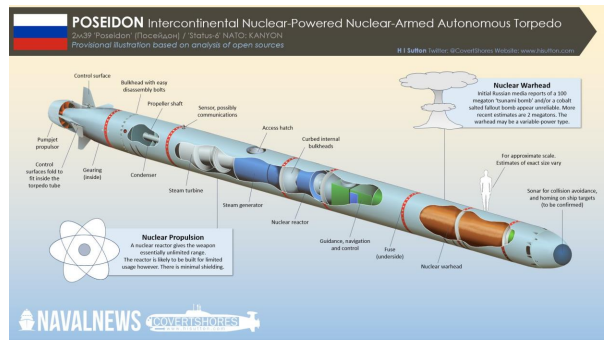 POSEIDON Intercontinental Nuclear-Powered Nuclear-Armed Autonomous Torpedo
2м39 'Poseidon' (Посейдон) / 'Status-6' NATO: KANYON
Provisional illustration based on analysis of open sources
H I Sutton Twitter: @CovertShores Website: www.hisutton.com
Control surface
Bulkhead with easy
disassembly bolts
Propeller shaft
Sensor, possibly
communications
Access hatch
Curbed internal
bulkheads
Nuclear Warhead
Initial Russian media reports of a 100
megaton 'tsunami bomb' and/or a cobalt
salted fallout bomb appear unreliable. More
recent estimates are 2 megatons. The
warhead may be a variable-power type.
For approximate scale.
Estimates of exact size vary
Sonar for collision avoidance,
and homing on ship targets
(to be confirmed)
Pumpjet
propulsor
Control
surfaces fold to
fit inside the
torpedo tube
Gearing
(inside)
Condenser
Steam turbine
Steam generator
Nuclear reactor
Guidance, navigation
and control
Fuse
(underside)
Nuclear warhead
Nuclear Propulsion
A nuclear reactor gives the weapon
essentially unlimited range.
The reactor is likely to be built for limited
usage however. There is minimal shielding.
NAVALNEWS
COVERTSHORES
www.hisutton.com